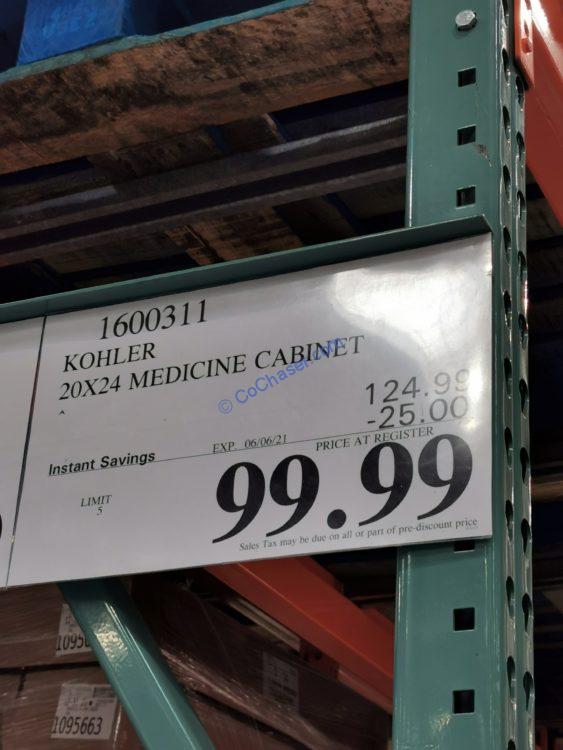 1600311
KOHLER
20X24 MEDICINE CABINET
© CoChaser.com
124.99
-25.00
Instant Savings
EXP. 06/06/21
PRICE AT REGISTER
LIMIT
5
99.99
Sales Tax may be due on all or part of pre-discount price
1095663